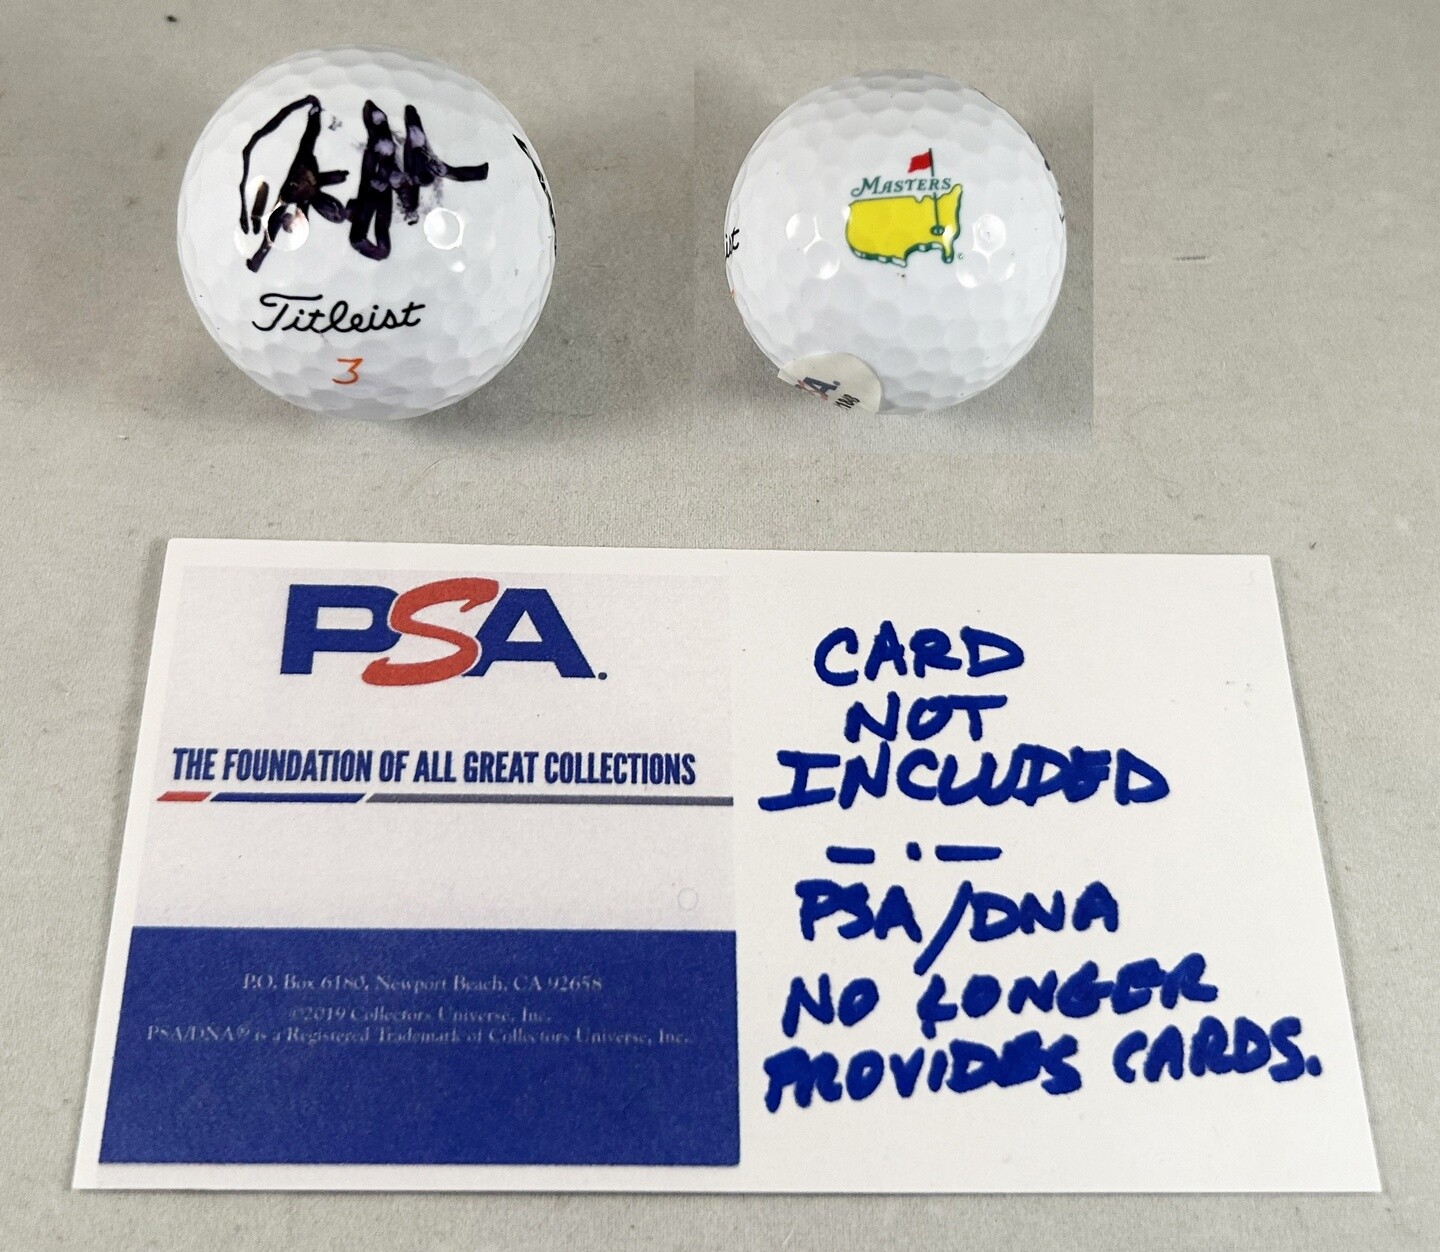 Titleist
3
ist
MASTERS
PSA
THE FOUNDATION OF ALL GREAT COLLECTIONS
P.O. Box 6180, Newport Beach, CA 92658
©2019 Collectors Universe, Inc.
PSA/DNA® is a Registered Trademark of Collectors Universe, Inc.
CARD
NOT
INCLUDED
— · —
PSA/DNA
NO LONGER
PROVIDES CARDS.